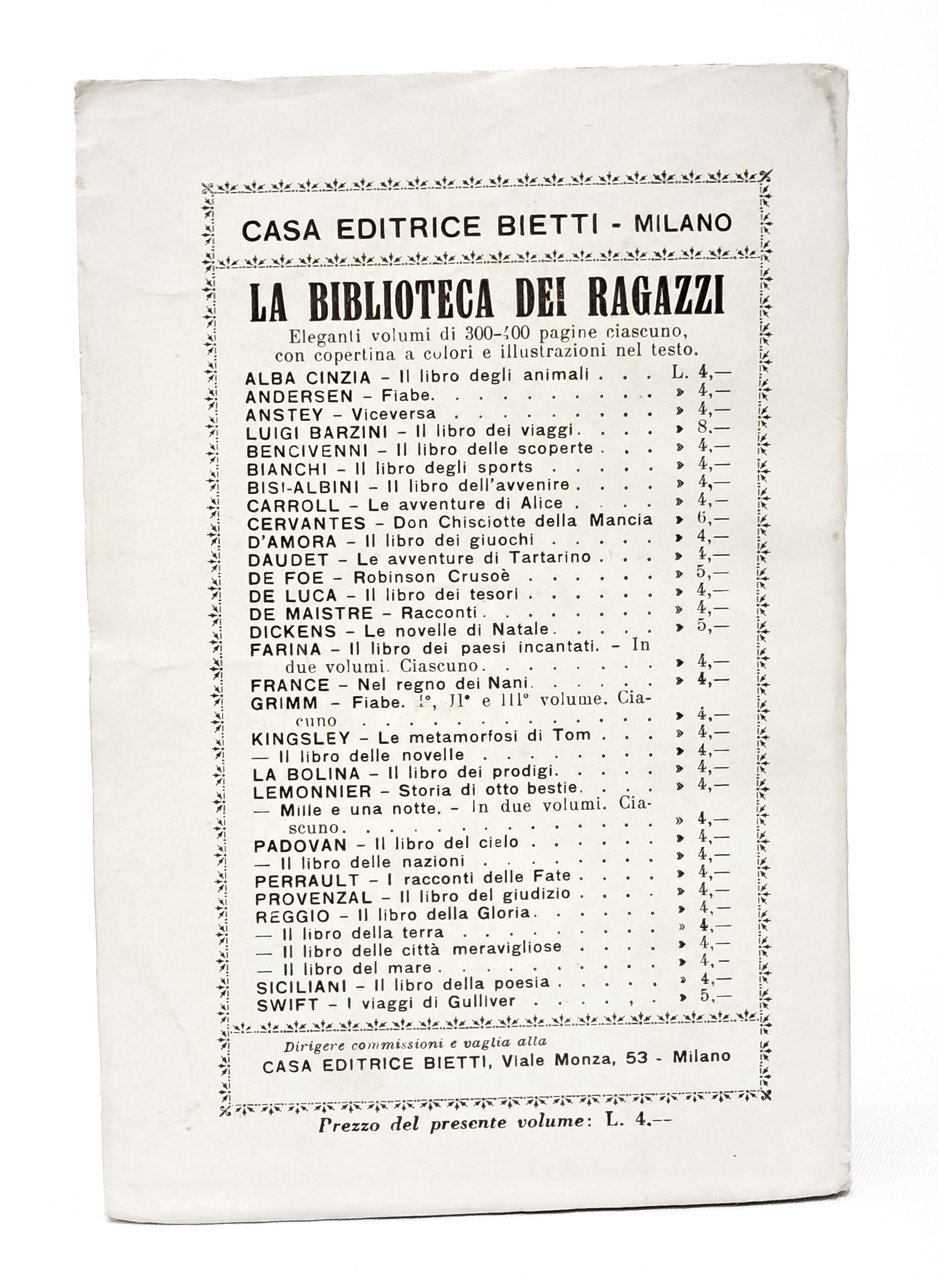 CASA EDITRICE BIETTI - MILANO
LA BIBLIOTECA DEI RAGAZZI
Eleganti volumi di 300-400 pagine ciascuno,
con copertina a colori e illustrazioni nel testo.
ALBA CINZIA - Il libro degli animali . . . L. 4,—
ANDERSEN - Fiabe. . . . . . . . . . » 4,—
ANSTEY - Viceversa . . . . . . . . . » 4,—
LUIGI BARZINI - Il libro dei viaggi. . . . . » 8.—
BENCIVENNI - Il libro delle scoperte . . . » 4,—
BIANCHI - Il libro degli sports . . . . . » 4,—
BISI-ALBINI - Il libro dell'avvenire . . . . » 4,—
CARROLL - Le avventure di Alice . . . . » 4,—
CERVANTES - Don Chisciotte della Mancia » 6,—
D'AMORA - Il libro dei giuochi . . . . . » 4,—
DAUDET - Le avventure di Tartarino . . . » 4,—
DE FOE - Robinson Crusoè . . . . . . » 5,—
DE LUCA - Il libro dei tesori . . . . . . » 4,—
DE MAISTRE - Racconti . . . . . . . . » 4,—
DICKENS - Le novelle di Natale. . . . . » 5,—
FARINA - Il libro dei paesi incantati. - In
due volumi. Ciascuno. . . . . . . . » 4,—
FRANCE - Nel regno dei Nani. . . . . . » 4,—
GRIMM - Fiabe. I°, II° e III° volume. Cia-
cuno . . . . . . . . . . . . . » 4,—
KINGSLEY - Le metamorfosi di Tom . . . » 4,—
— Il libro delle novelle . . . . . . . . » 4,—
LA BOLINA - Il libro dei prodigi. . . . . » 4,—
LEMONNIER - Storia di otto bestie. . . . » 4,—
— Mille e una notte. - In due volumi. Cia-
scuno. . . . . . . . . . . . . » 4,—
PADOVAN - Il libro del cielo . . . . . . » 4,—
— Il libro delle nazioni . . . . . . . . » 4,—
PERRAULT - I racconti delle Fate . . . . » 4,—
PROVENZAL - Il libro del giudizio . . . . » 4,—
REGGIO - Il libro della Gloria. . . . . . » 4.—
— Il libro della terra . . . . . . . . . » 4,—
— Il libro delle città meravigliose . . . . » 4,—
— Il libro del mare . . . . . . . . . . » 4,—
SICILIANI - Il libro della poesia . . . . . » 4,—
SWIFT - I viaggi di Gulliver . . . . , . » 5,—
Dirigere commissioni e vaglia alla
CASA EDITRICE BIETTI, Viale Monza, 53 - Milano
Prezzo del presente volume: L. 4.—